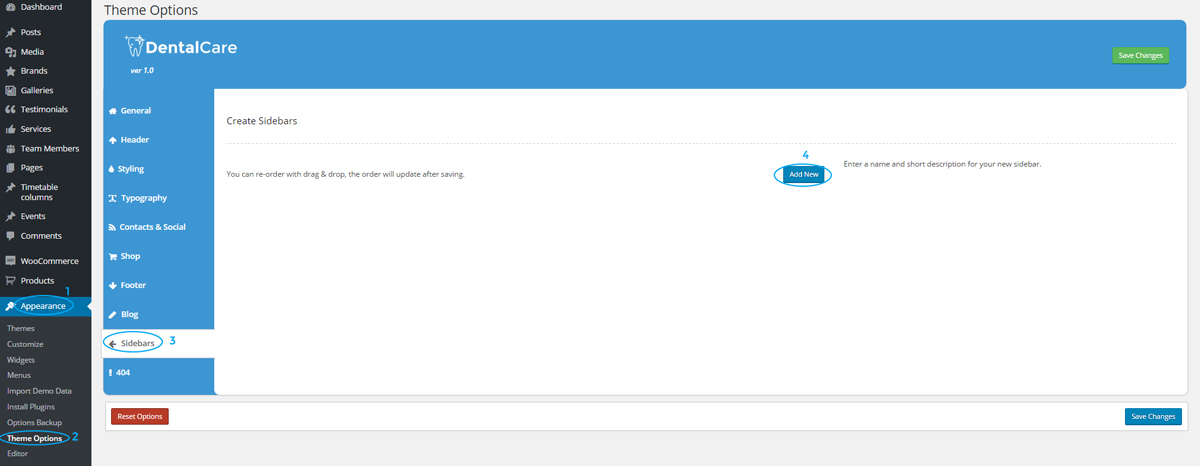 Dashboard
Posts
Media
Brands
Galleries
Testimonials
Services
Team Members
Pages
Timetable
columns
Events
Comments
WooCommerce
Products
1
Appearance
Themes
Customize
Widgets
Menus
Import Demo Data
Install Plugins
Options Backup
Theme Options 2
Editor
Theme Options
DentalCare
ver 1.0
Save Changes
General
Header
Styling
Typography
Contacts & Social
Shop
Footer
Blog
Sidebars 3
404
Create Sidebars
You can re-order with drag & drop, the order will update after saving.
4
Add New
Enter a name and short description for your new sidebar.
Reset Options
Save Changes